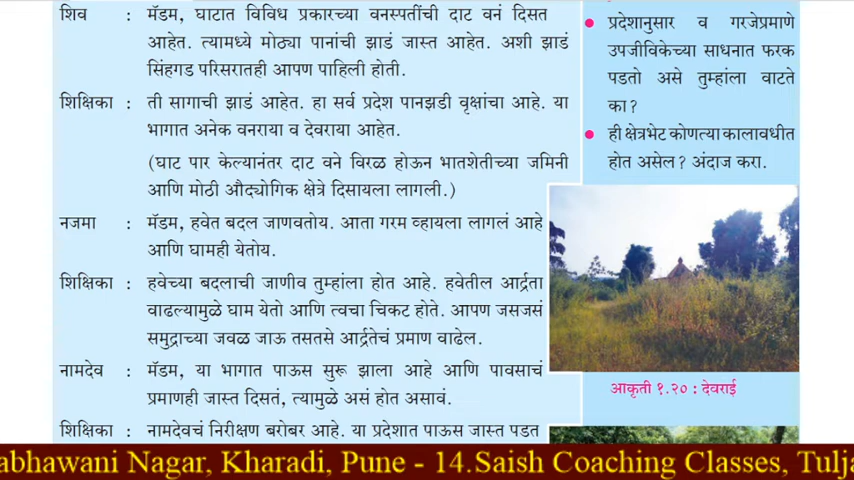 शिव : मॅडम, घाटात विविध प्रकारच्या वनस्पतींची दाट वनं दिसत
आहेत. त्यामध्ये मोठ्या पानांची झाडं जास्त आहेत. अशी झाडं
सिंहगड परिसरातही आपण पाहिली होती.
शिक्षिका : ती सागाची झाडं आहेत. हा सर्व प्रदेश पानझडी वृक्षांचा आहे. या
भागात अनेक वनराया व देवराया आहेत.
(घाट पार केल्यानंतर दाट वने विरळ होऊन भातशेतीच्या जमिनी
आणि मोठी औद्योगिक क्षेत्रे दिसायला लागली.)
नजमा : मॅडम, हवेत बदल जाणवतोय. आता गरम व्हायला लागलं आहे
आणि घामही येतोय.
शिक्षिका : हवेच्या बदलाची जाणीव तुम्हांला होत आहे. हवेतील आर्द्रता
वाढल्यामुळे घाम येतो आणि त्वचा चिकट होते. आपण जसजसं
समुद्राच्या जवळ जाऊ तसतसे आर्द्रतेचं प्रमाण वाढेल.
नामदेव : मॅडम, या भागात पाऊस सुरू झाला आहे आणि पावसाचं
प्रमाणही जास्त दिसतं, त्यामुळे असं होत असावं.
शिक्षिका : नामदेवचं निरीक्षण बरोबर आहे. या प्रदेशात पाऊस जास्त पडत
● प्रदेशानुसार व गरजेप्रमाणे
उपजीविकेच्या साधनात फरक
पडतो असे तुम्हांला वाटते
का?
● ही क्षेत्रभेट कोणत्या कालावधीत
होत असेल? अंदाज करा.
आकृती १.२० : देवराई
abhawani Nagar, Kharadi, Pune - 14.Saish Coaching Classes, Tulja